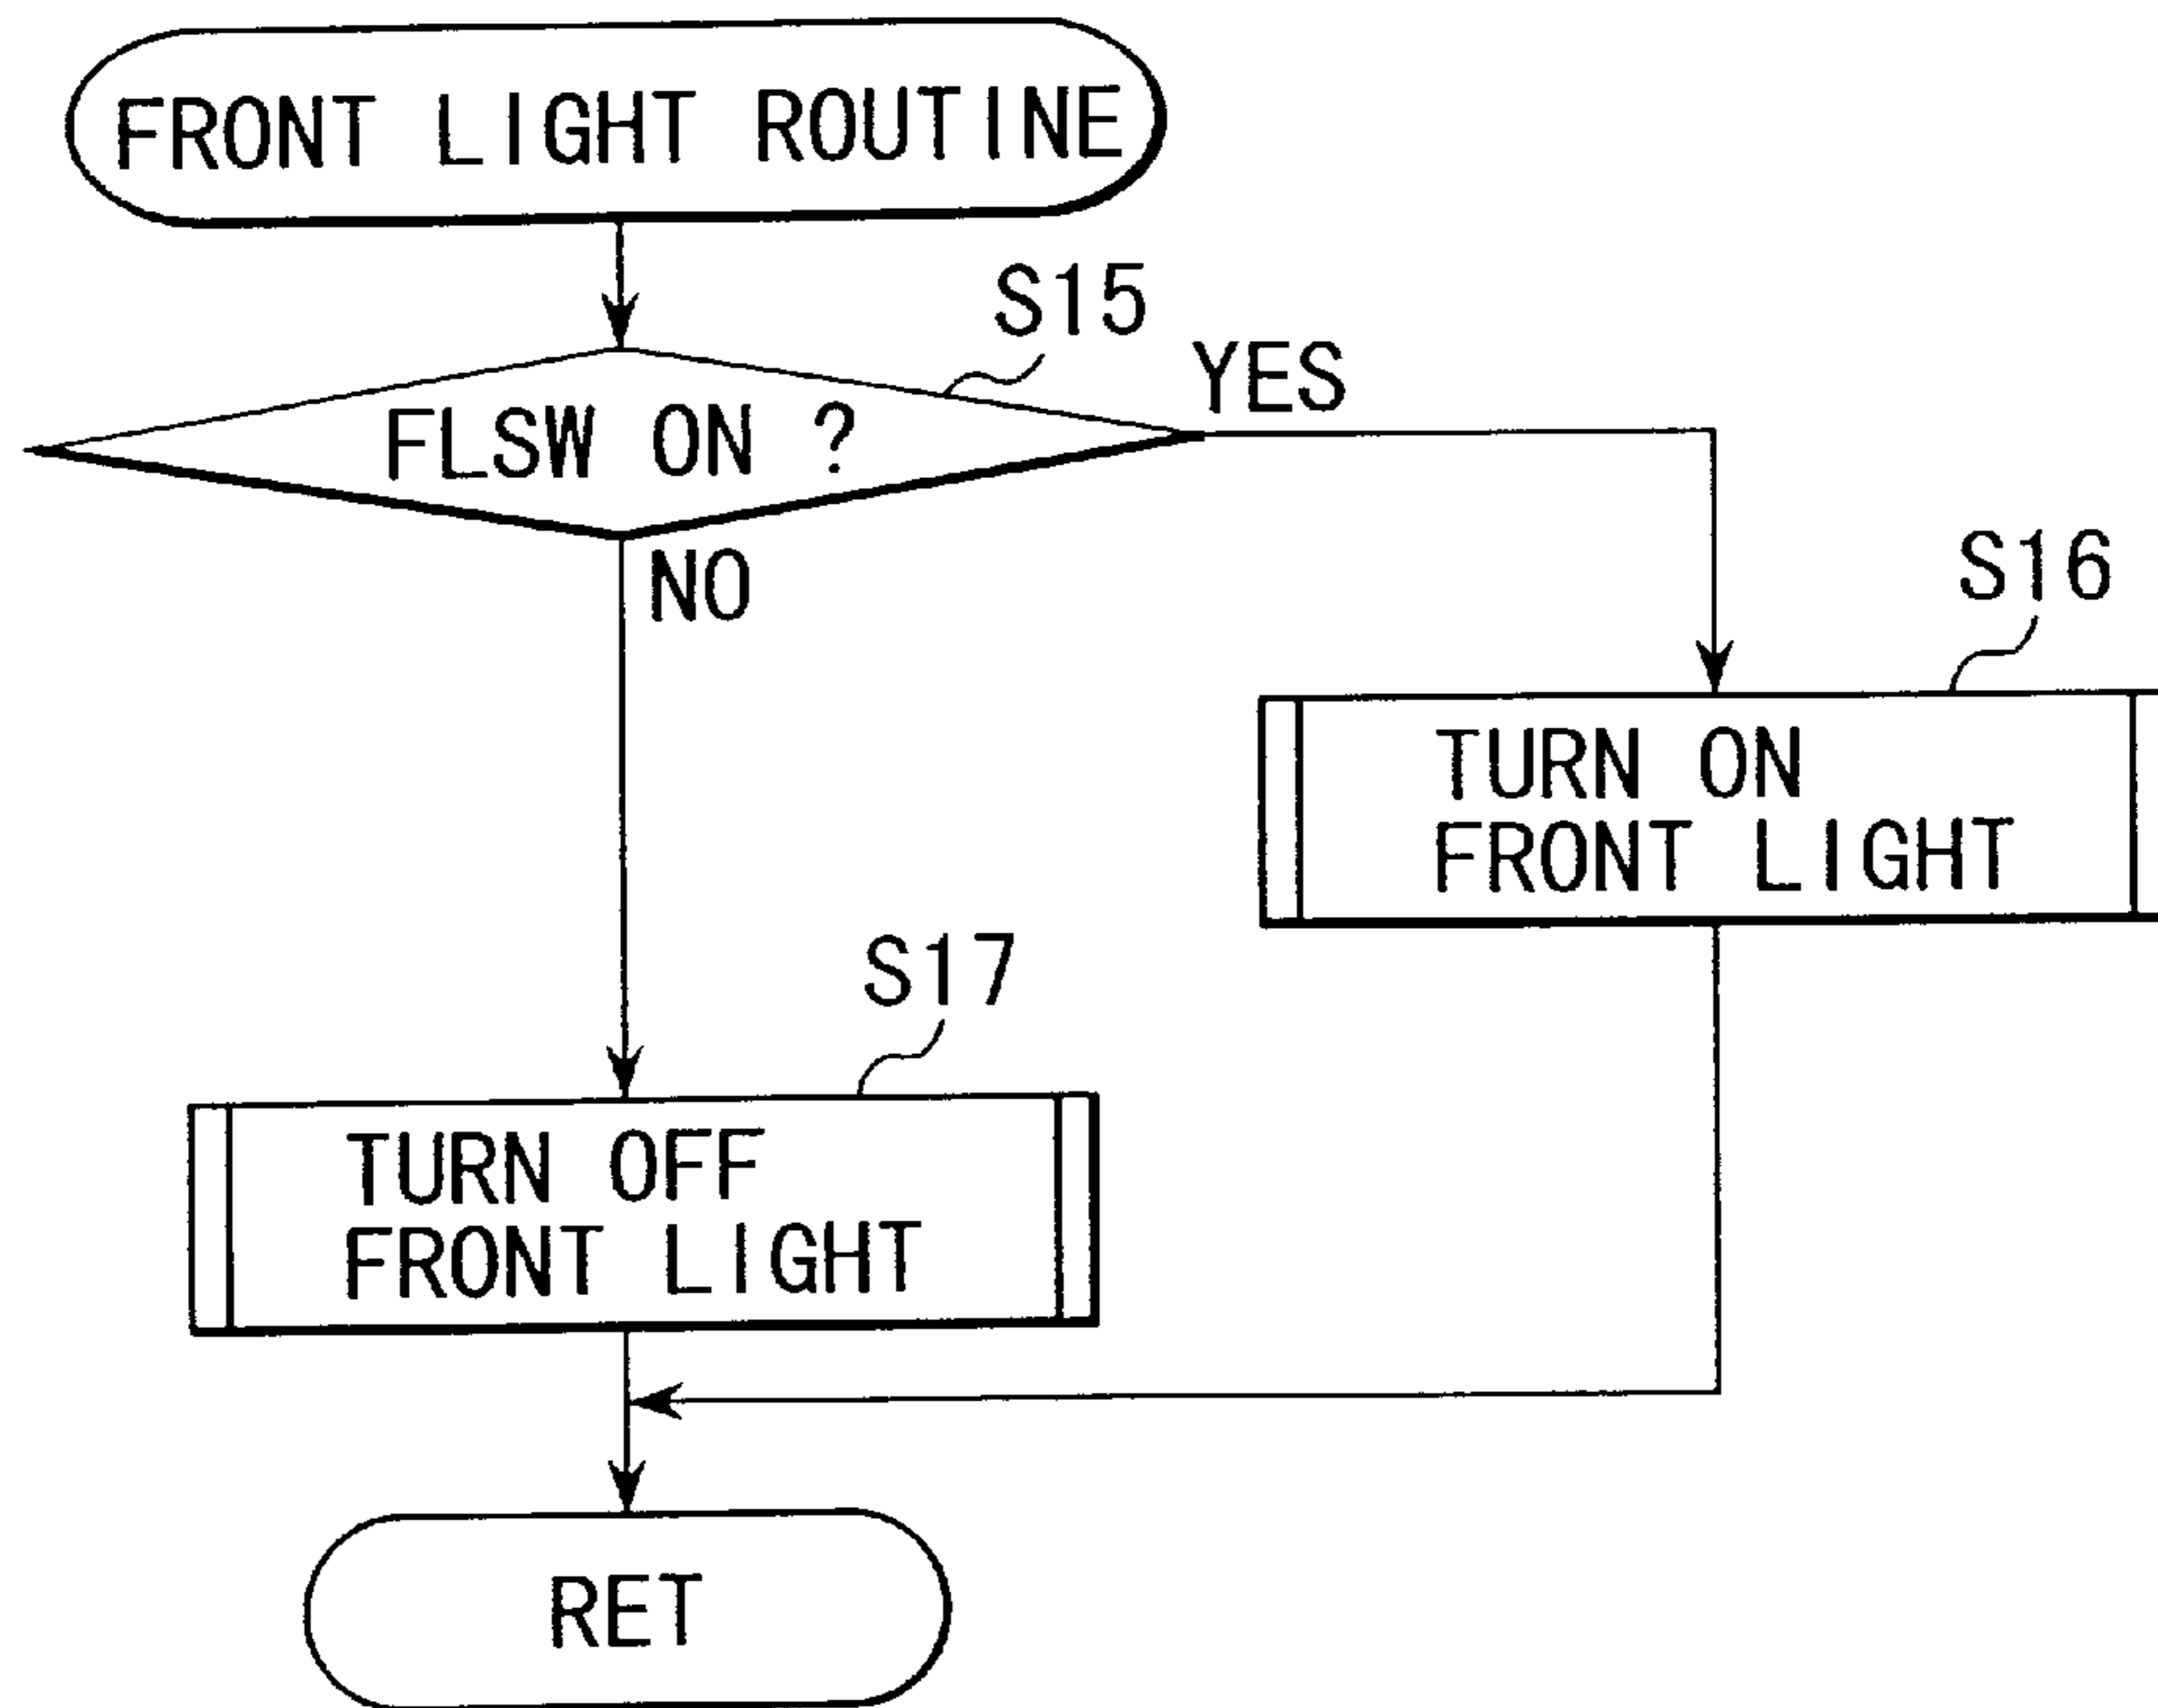 FRONT LIGHT ROUTINE
S15
YES
FLSW ON ?
NO
S16
TURN ON
FRONT LIGHT
S17
TURN OFF
FRONT LIGHT
RET